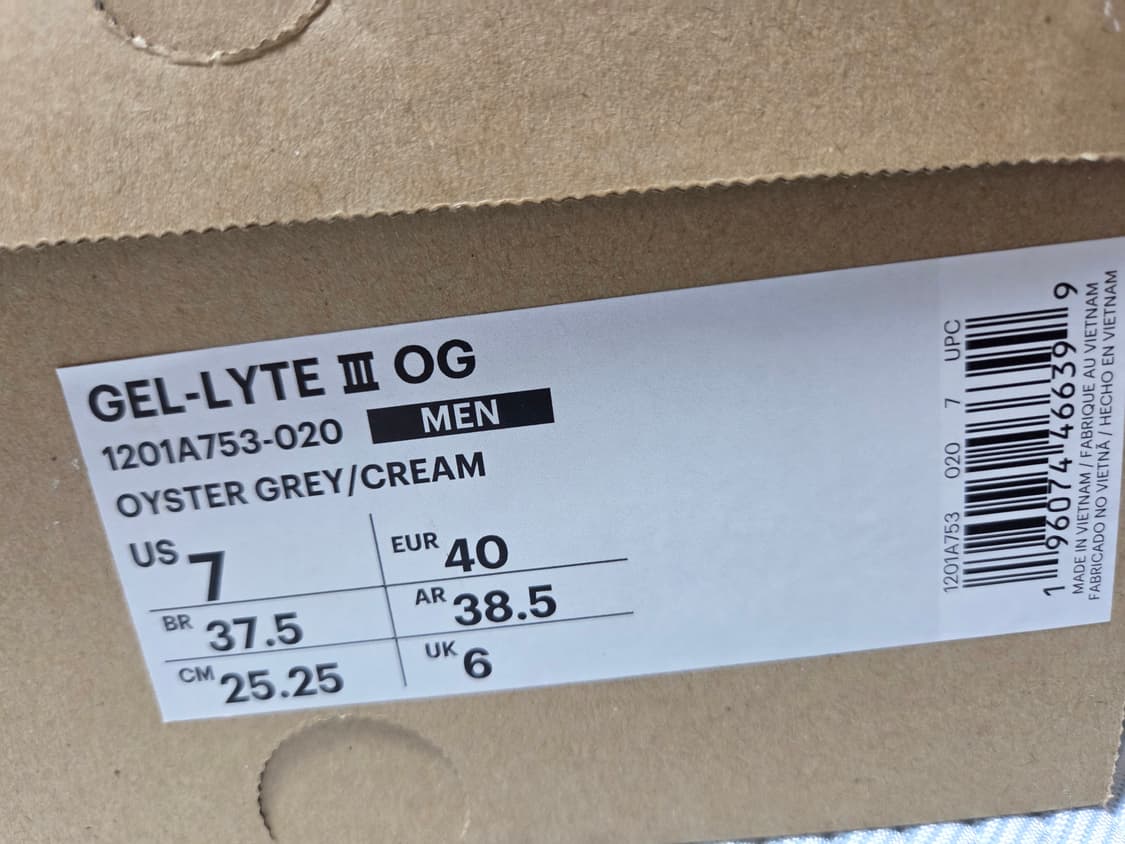 GEL-LYTE III OG
1201A753-020 MEN
OYSTER GREY/CREAM
US 7 EUR 40
BR 37.5 AR 38.5
CM 25.25 UK 6
1201A753 020 7 UPC
1 96074 46639 9
MADE IN VIETNAM / FABRIQUE AU VIETNAM
FABRICADO NO VIETNÃ / HECHO EN VIETNAM